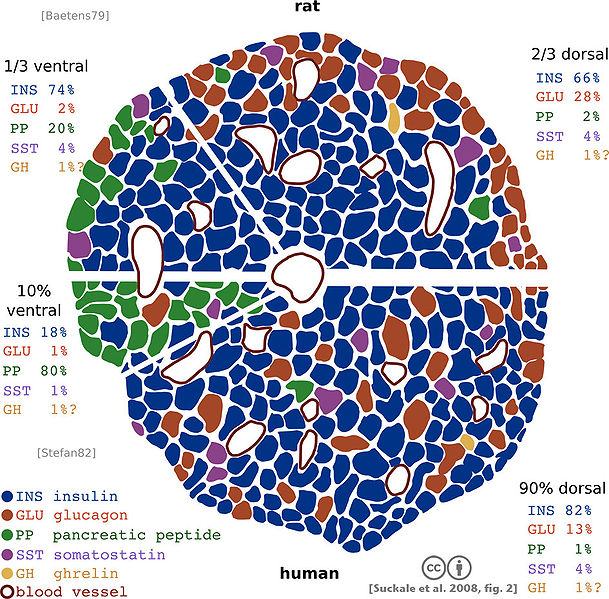 rat
[Baetens79]
1/3 ventral
INS 74%
GLU 2%
PP 20%
SST 4%
GH 1%?
2/3 dorsal
INS 66%
GLU 28%
PP 2%
SST 4%
GH 1%?
10%
ventral
INS 18%
GLU 1%
PP 80%
SST 1%
GH 1%?
[Stefan82]
90% dorsal
INS 82%
GLU 13%
PP 1%
SST 4%
GH 1%?
INS insulin
GLU glucagon
PP pancreatic peptide
SST somatostatin
GH ghrelin
blood vessel
human
cc
[Suckale et al. 2008, fig. 2]